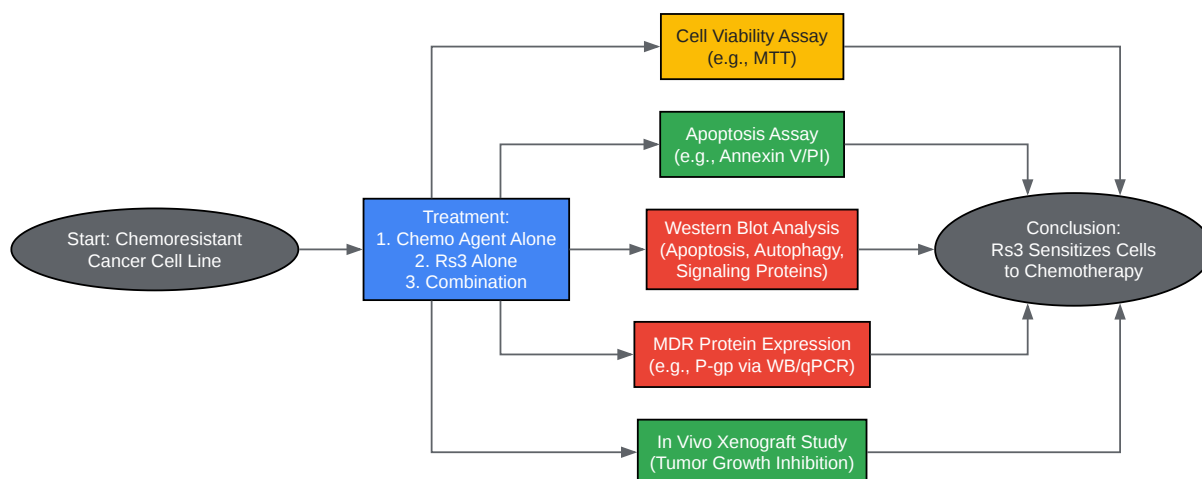 Start: Chemoresistant
Cancer Cell Line
Treatment:
1. Chemo Agent Alone
2. Rs3 Alone
3. Combination
Cell Viability Assay
(e.g., MTT)
Apoptosis Assay
(e.g., Annexin V/PI)
Western Blot Analysis
(Apoptosis, Autophagy,
Signaling Proteins)
MDR Protein Expression
(e.g., P-gp via WB/qPCR)
In Vivo Xenograft Study
(Tumor Growth Inhibition)
Conclusion:
Rs3 Sensitizes Cells
to Chemotherapy